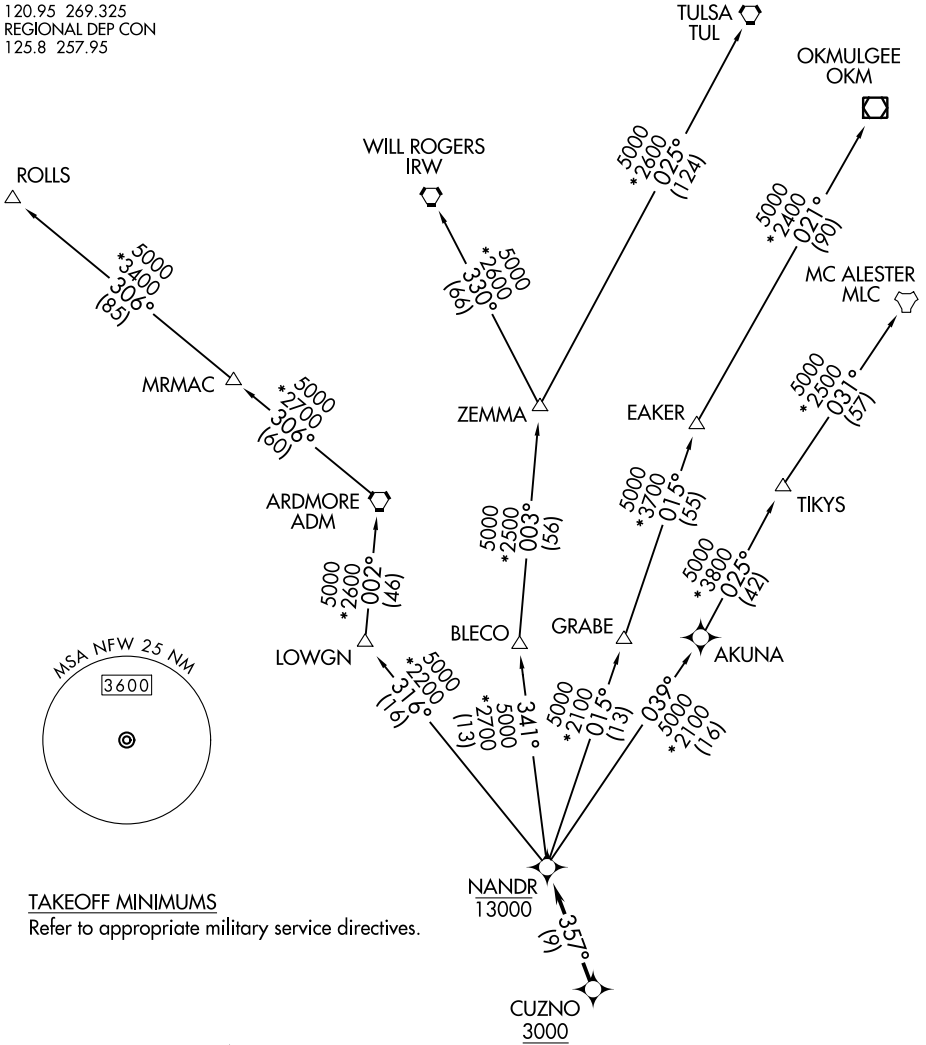 120.95 269.325
REGIONAL DEP CON
125.8 257.95
TULSA
TUL
OKMULGEE
OKM
WILL ROGERS
IRW
5000
*2600
025°
(124)
ROLLS
5000
*2400
021°
(90)
5000
*3400
306°
(85)
5000
*2600
330°
(66)
MC ALESTER
MLC
MRMAC
5000
*2700
306°
(60)
ZEMMA
EAKER
5000
*2500
031°
(57)
ARDMORE
ADM
5000
*2500
003°
(56)
5000
*3700
015°
(55)
TIKYS
5000
*2600
002°
(46)
5000
*3800
025°
(42)
LOWGN
BLECO
GRABE
AKUNA
MSA NFW 25 NM
3600
5000
*2200
316°
(16)
341°
5000
*2700
(13)
5000
*2100
015°
(13)
039°
5000
*2100
(16)
NANDR
13000
TAKEOFF MINIMUMS
Refer to appropriate military service directives.
357°
(9)
CUZNO
3000